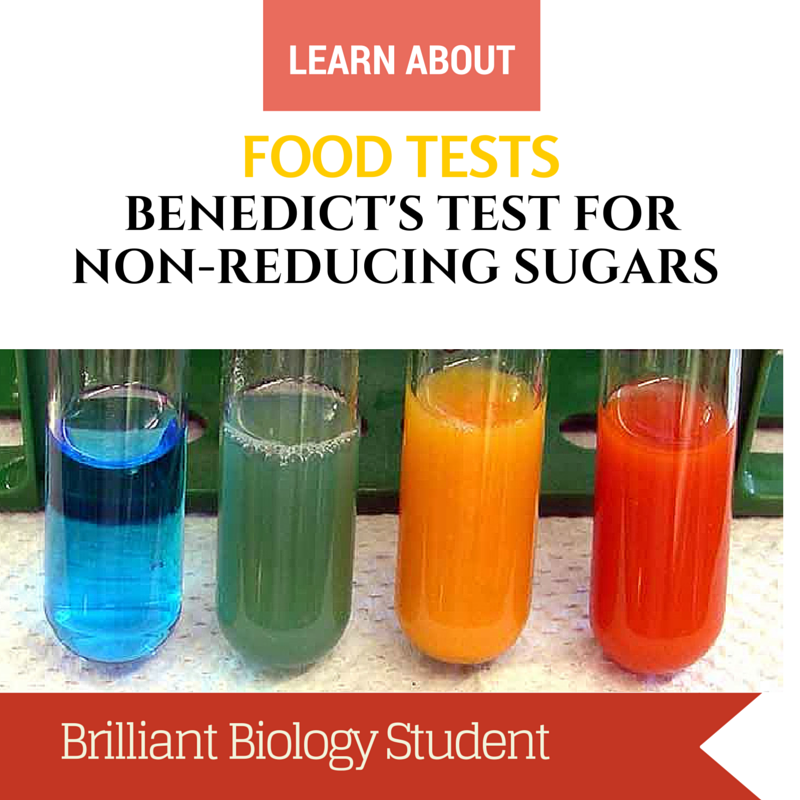 LEARN ABOUT
FOOD TESTS
BENEDICT'S TEST FOR
NON-REDUCING SUGARS
Brilliant Biology Student